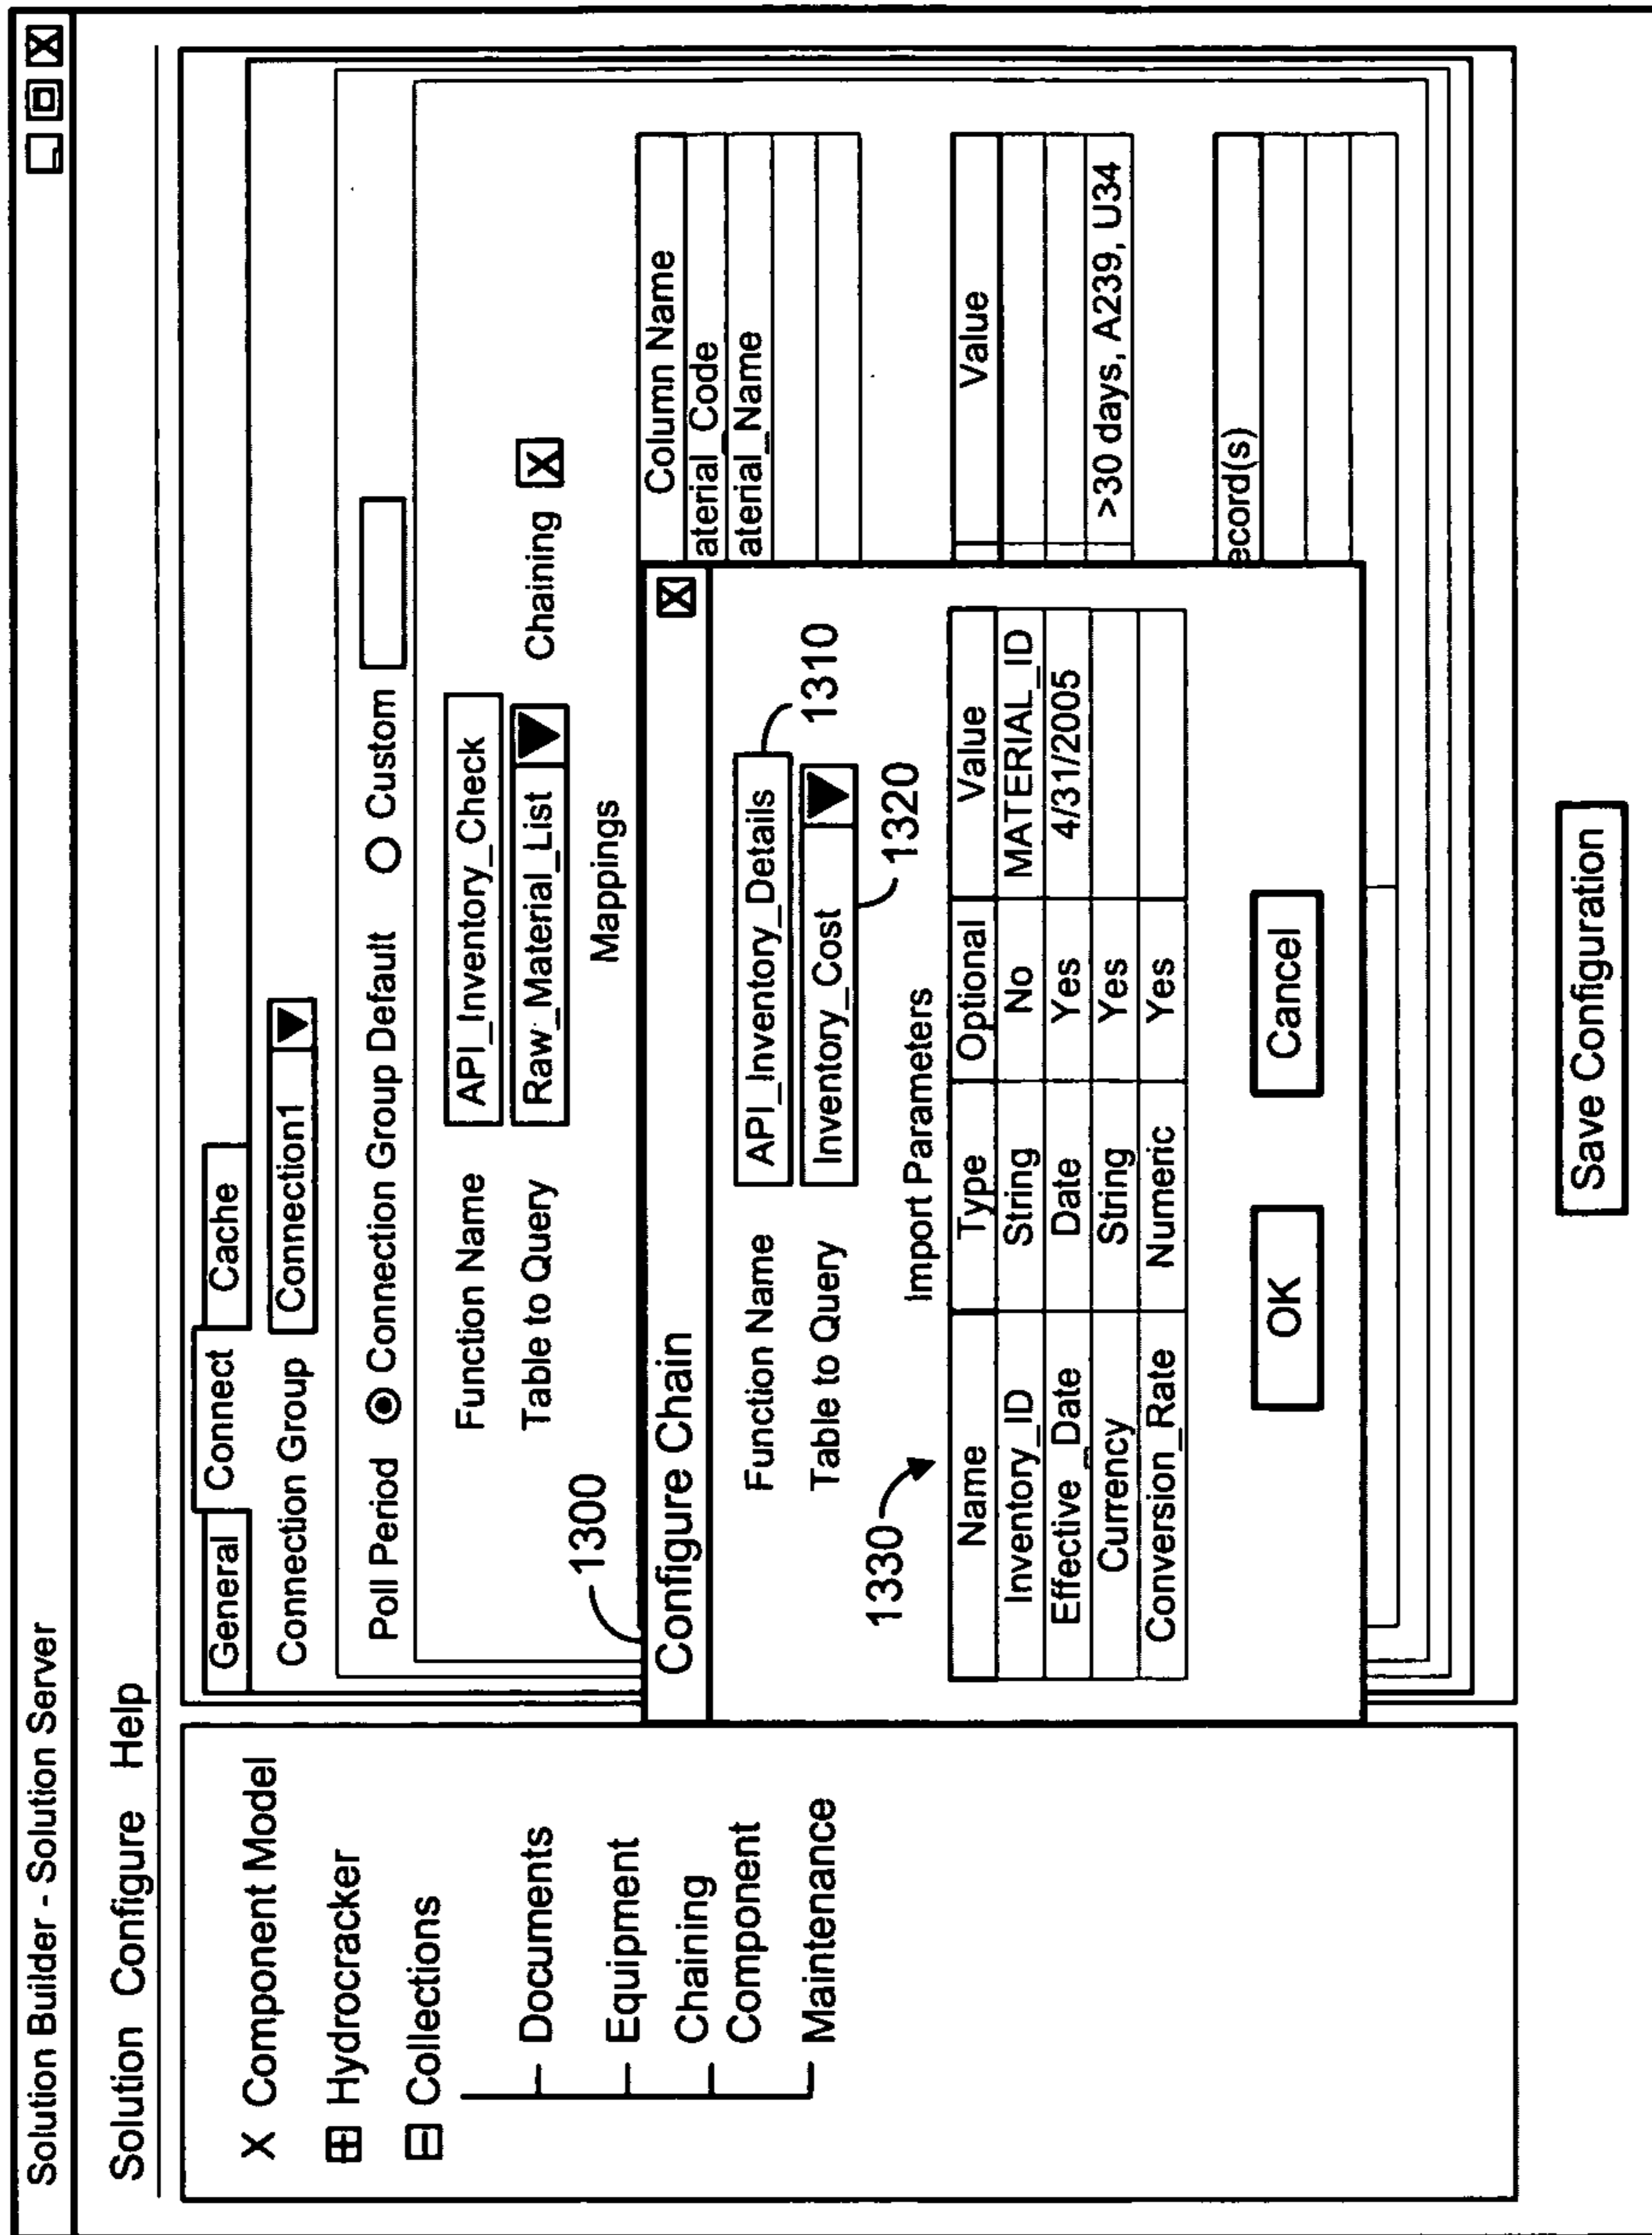 Solution Builder - Solution Server
Solution Configure Help
X Component Model
Hydrocracker
Collections
Documents
Equipment
Chaining
Component
Maintenance
General Connect Cache
Connection Group Connection1
Poll Period Connection Group Default Custom
Function Name API_Inventory_Check
Table to Query Raw_Material_List Chaining X
Mappings
Column Name
aterial_Code
aterial_Name
Value
>30 days, A239, U34
ecord(s)
1300
Configure Chain X
Function Name API_Inventory_Details 1310
Table to Query Inventory_Cost 1320
1330
Import Parameters
Name Type Optional Value
Inventory_ID String No MATERIAL_ID
Effective_Date Date Yes 4/31/2005
Currency String Yes
Conversion_Rate Numeric Yes
OK Cancel
Save Configuration